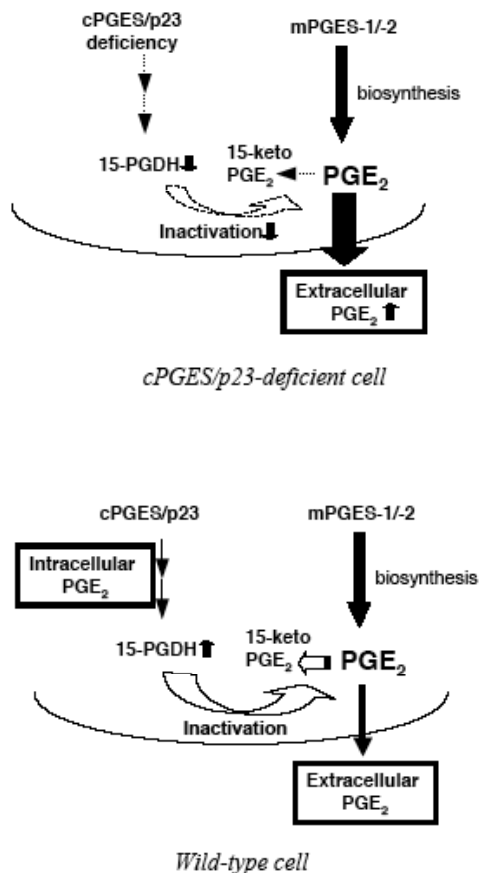 cPGES/p23
deficiency
mPGES-1/-2
biosynthesis
15-PGDH
15-keto
PGE₂
PGE₂
Inactivation
Extracellular
PGE₂
cPGES/p23-deficient cell
cPGES/p23
mPGES-1/-2
Intracellular
PGE₂
biosynthesis
15-PGDH
15-keto
PGE₂
PGE₂
Inactivation
Extracellular
PGE₂
Wild-type cell